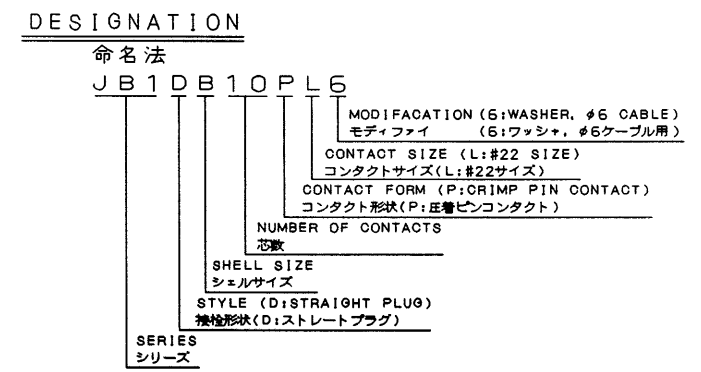 DESIGNATION
命名法
JB1DB10PL6
MODIFACATION (6:WASHER, φ6 CABLE)
モディファイ (6:ワッシャ, φ6ケーブル用)
CONTACT SIZE (L:#22 SIZE)
コンタクトサイズ(L:#22サイズ)
CONTACT FORM (P:CRIMP PIN CONTACT)
コンタクト形状(P:圧着ピンコンタクト)
NUMBER OF CONTACTS
芯数
SHELL SIZE
シェルサイズ
STYLE (D:STRAIGHT PLUG)
接栓形状(D:ストレートプラグ)
SERIES
シリーズ